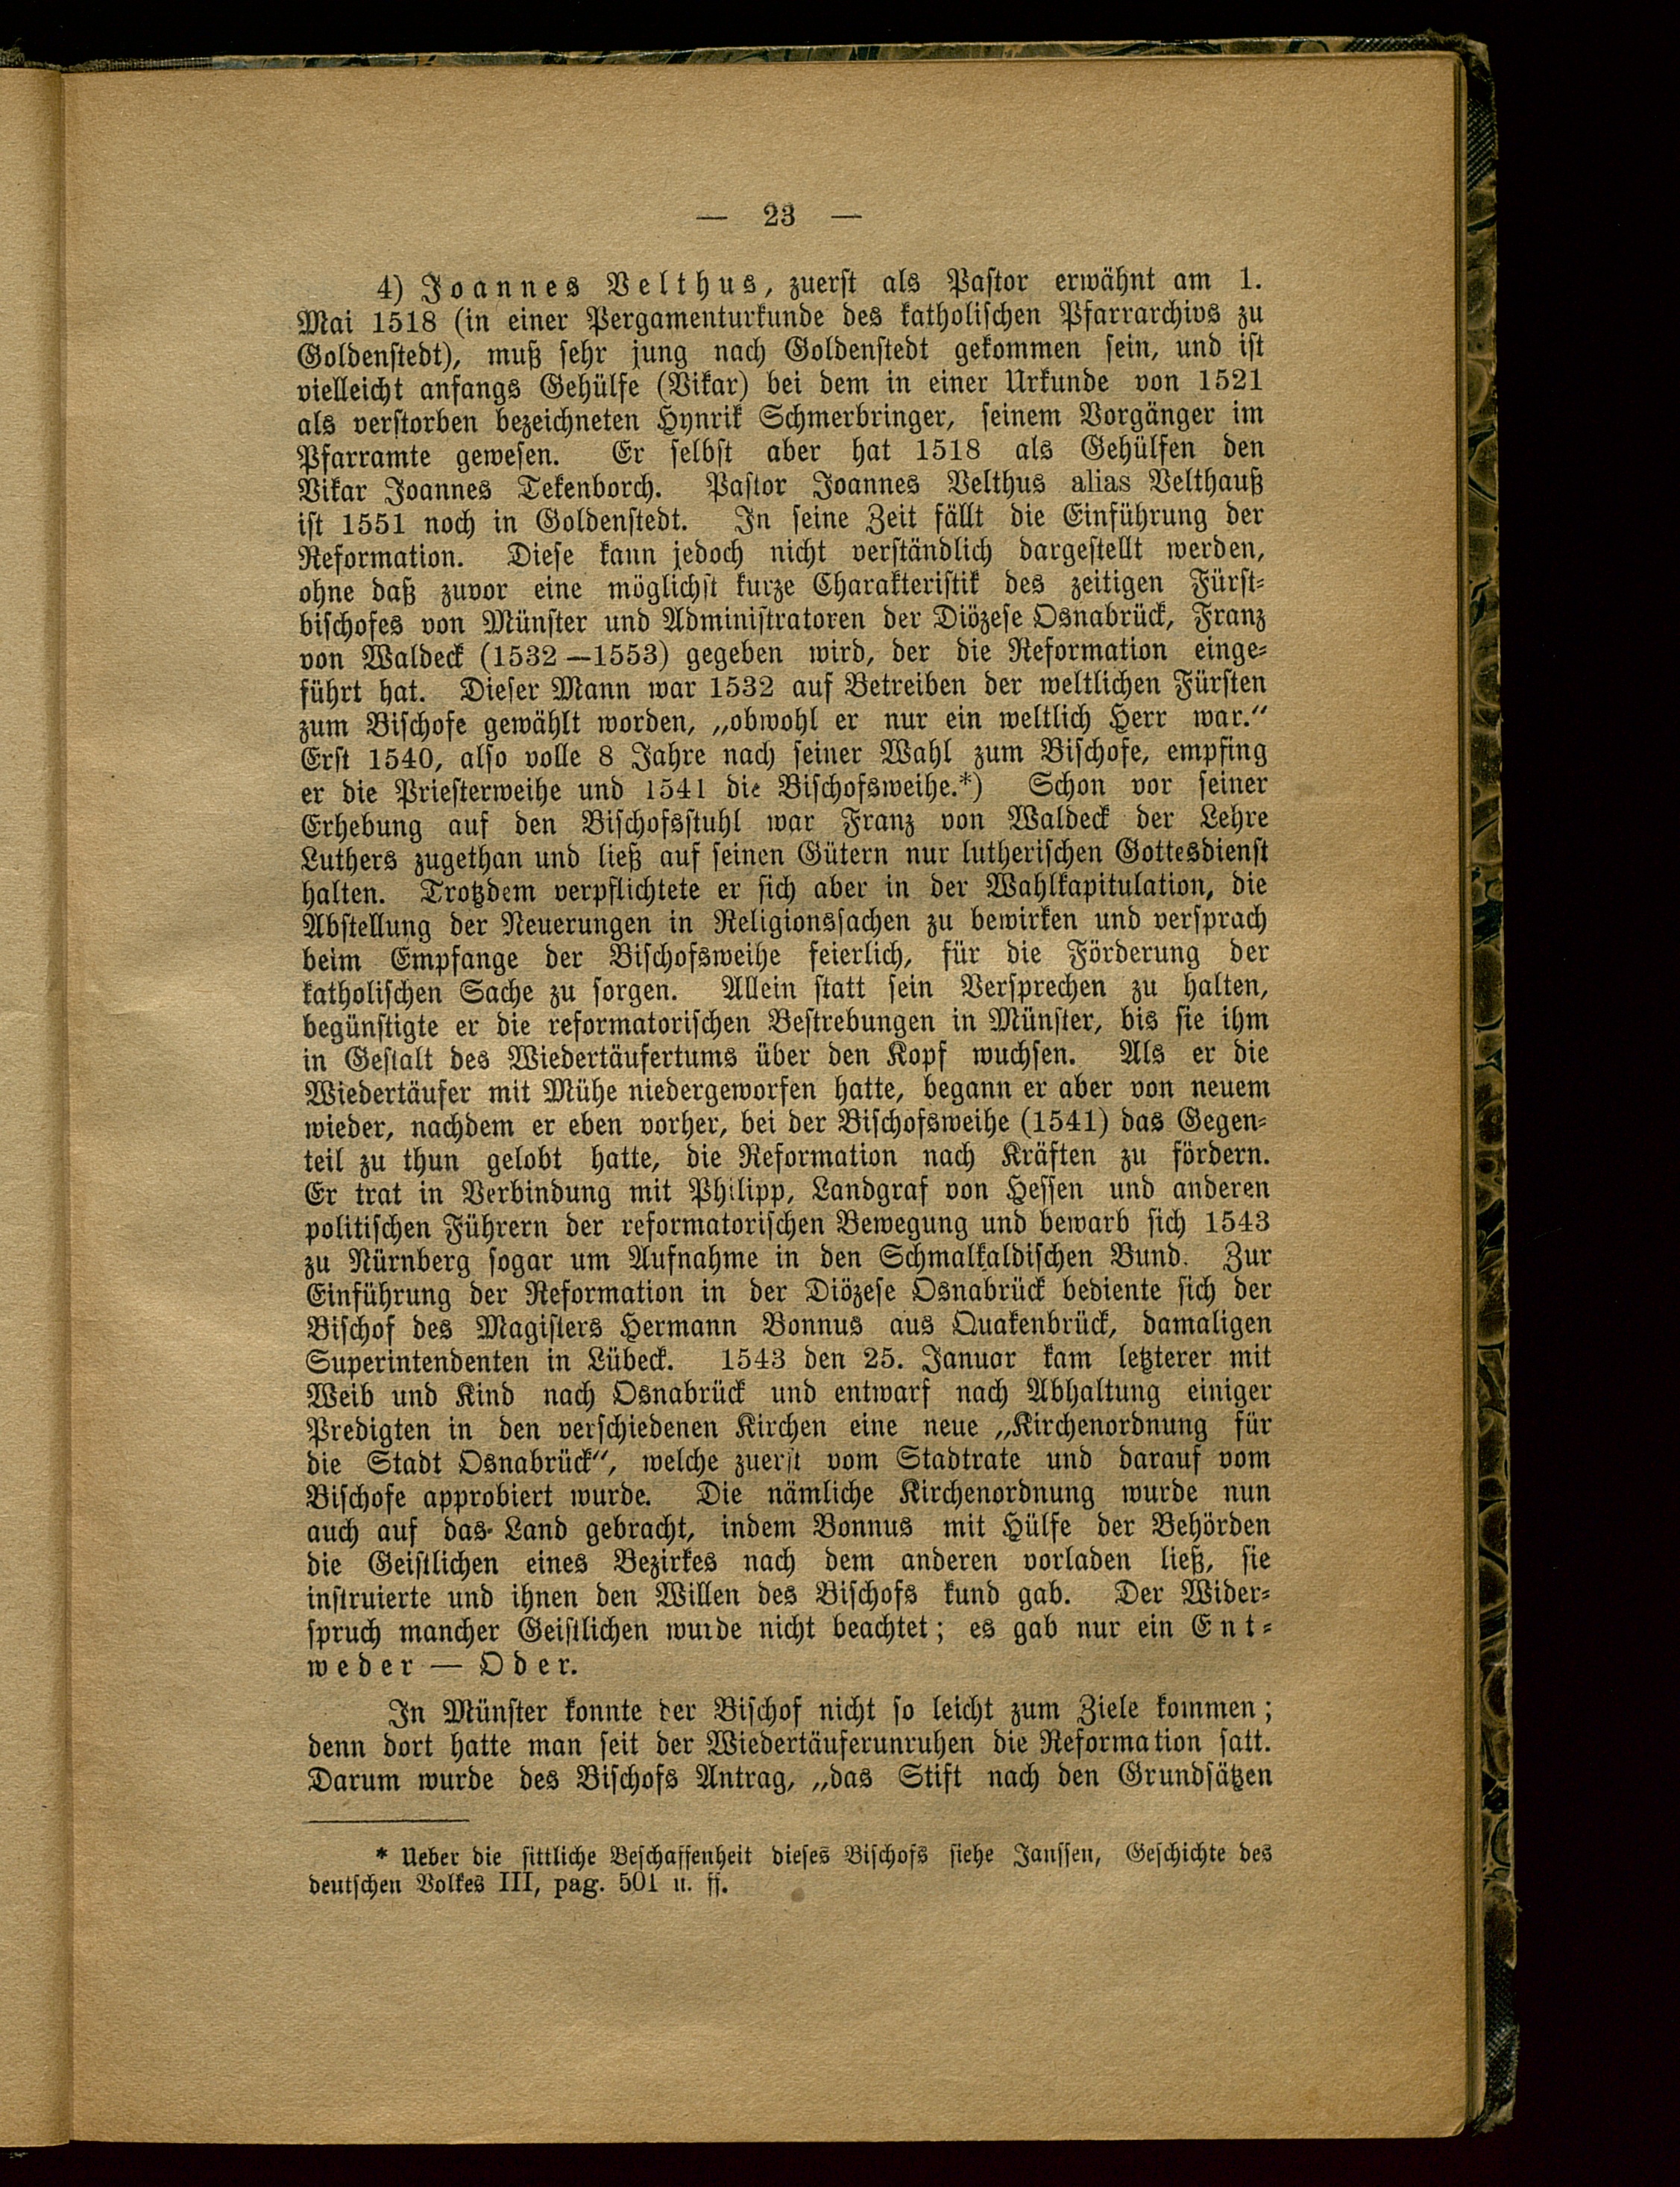 — 23 —
4) Joannes Velthus, zuerst als Pastor erwähnt am 1.
Mai 1518 (in einer Pergamenturkunde des katholischen Pfarrarchivs zu
Goldenstedt), muß sehr jung nach Goldenstedt gekommen sein, und ist
vielleicht anfangs Gehülfe (Vikar) bei dem in einer Urkunde von 1521
als verstorben bezeichneten Hynrik Schmerbringer, seinem Vorgänger im
Pfarramte gewesen. Er selbst aber hat 1518 als Gehülfen den
Vikar Joannes Tekenborch. Pastor Joannes Velthus alias Velthauß
ist 1551 noch in Goldenstedt. In seine Zeit fällt die Einführung der
Reformation. Diese kann jedoch nicht verständlich dargestellt werden,
ohne daß zuvor eine möglichst kurze Charakteristik des zeitigen Fürst-
bischofes von Münster und Administratoren der Diözese Osnabrück, Franz
von Waldeck (1532—1553) gegeben wird, der die Reformation einge-
führt hat. Dieser Mann war 1532 auf Betreiben der weltlichen Fürsten
zum Bischofe gewählt worden, „obwohl er nur ein weltlich Herr war.“
Erst 1540, also volle 8 Jahre nach seiner Wahl zum Bischofe, empfing
er die Priesterweihe und 1541 die Bischofsweihe.*) Schon vor seiner
Erhebung auf den Bischofsstuhl war Franz von Waldeck der Lehre
Luthers zugethan und ließ auf seinen Gütern nur lutherischen Gottesdienst
halten. Trotzdem verpflichtete er sich aber in der Wahlkapitulation, die
Abstellung der Neuerungen in Religionssachen zu bewirken und versprach
beim Empfange der Bischofsweihe feierlich, für die Förderung der
katholischen Sache zu sorgen. Allein statt sein Versprechen zu halten,
begünstigte er die reformatorischen Bestrebungen in Münster, bis sie ihm
in Gestalt des Wiedertäufertums über den Kopf wuchsen. Als er die
Wiedertäufer mit Mühe niedergeworfen hatte, begann er aber von neuem
wieder, nachdem er eben vorher, bei der Bischofsweihe (1541) das Gegen-
teil zu thun gelobt hatte, die Reformation nach Kräften zu fördern.
Er trat in Verbindung mit Philipp, Landgraf von Hessen und anderen
politischen Führern der reformatorischen Bewegung und bewarb sich 1543
zu Nürnberg sogar um Aufnahme in den Schmalkaldischen Bund. Zur
Einführung der Reformation in der Diözese Osnabrück bediente sich der
Bischof des Magisters Hermann Bonnus aus Quakenbrück, damaligen
Superintendenten in Lübeck. 1543 den 25. Januar kam letzterer mit
Weib und Kind nach Osnabrück und entwarf nach Abhaltung einiger
Predigten in den verschiedenen Kirchen eine neue „Kirchenordnung für
die Stadt Osnabrück“, welche zuerst vom Stadtrate und darauf vom
Bischofe approbiert wurde. Die nämliche Kirchenordnung wurde nun
auch auf das Land gebracht, indem Bonnus mit Hülfe der Behörden
die Geistlichen eines Bezirkes nach dem anderen vorladen ließ, sie
instruierte und ihnen den Willen des Bischofs kund gab. Der Wider-
spruch mancher Geistlichen wurde nicht beachtet; es gab nur ein Ent-
weder — Oder.
In Münster konnte der Bischof nicht so leicht zum Ziele kommen;
denn dort hatte man seit der Wiedertäuferunruhen die Reformation satt.
Darum wurde des Bischofs Antrag, „das Stift nach den Grundsätzen
* Ueber die sittliche Beschaffenheit dieses Bischofs siehe Janssen, Geschichte des
deutschen Volkes III, pag. 501 u. ff.